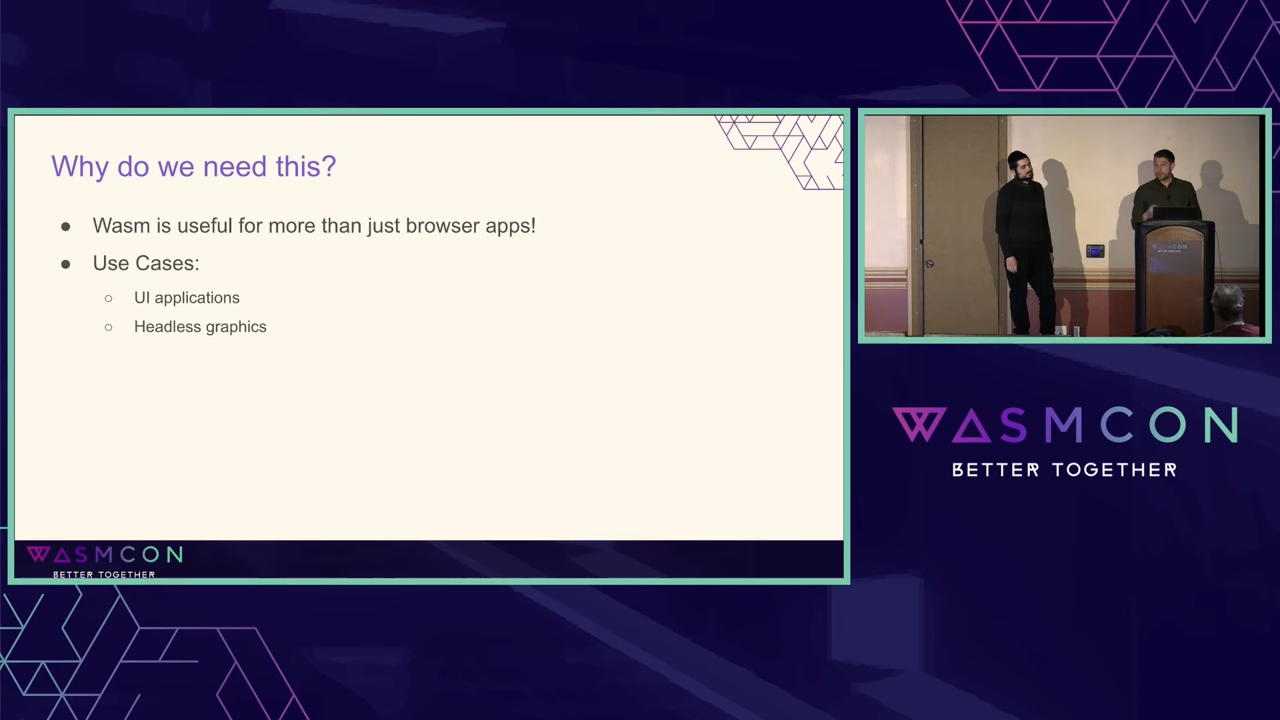 Why do we need this?
● Wasm is useful for more than just browser apps!
● Use Cases:
○ UI applications
○ Headless graphics
WASMCON
BETTER TOGETHER
WASMCON
WASMCON
BETTER TOGETHER